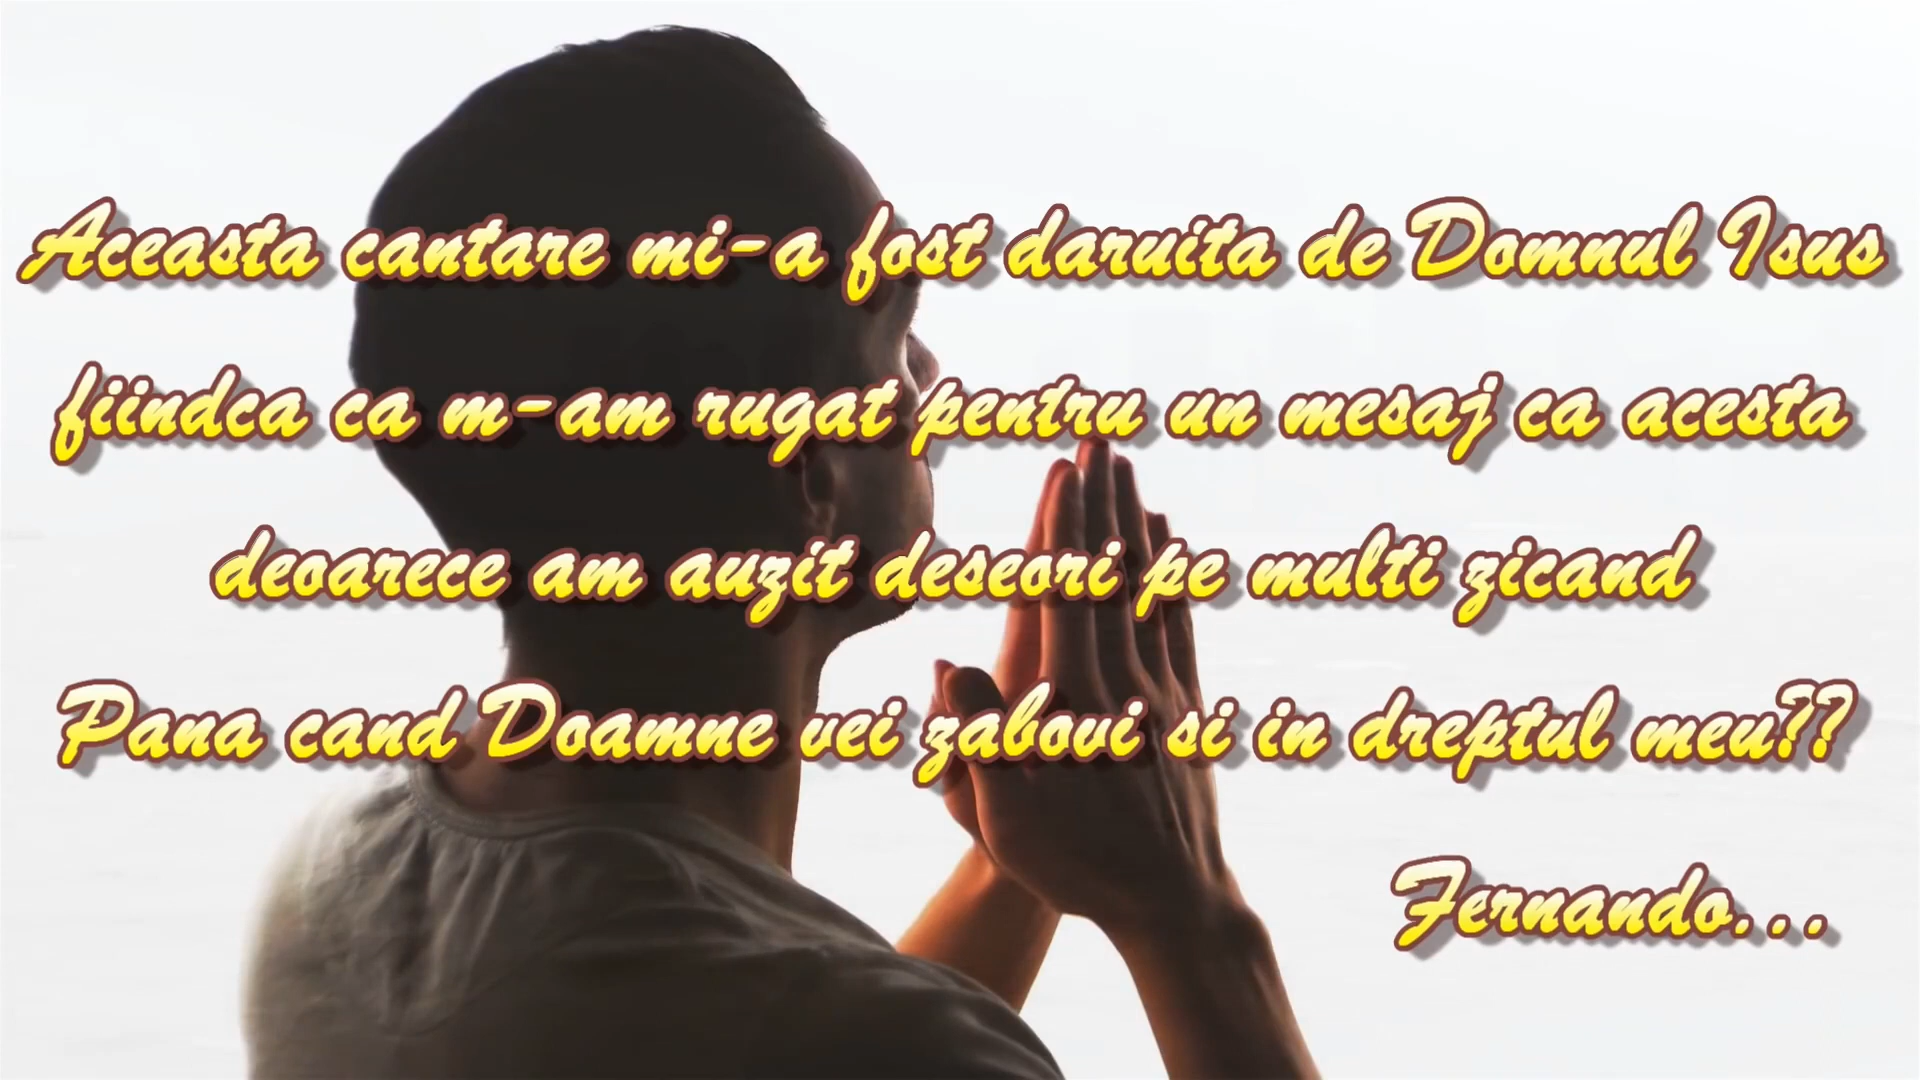 Aceasta cantare mi-a fost daruita de Domnul Isus
fiindca ca m-am rugat pentru un mesaj ca acesta
deoarece am auzit deseori pe multi zicand
Pana cand Doamne vei zabovi si in dreptul meu??
Fernando...